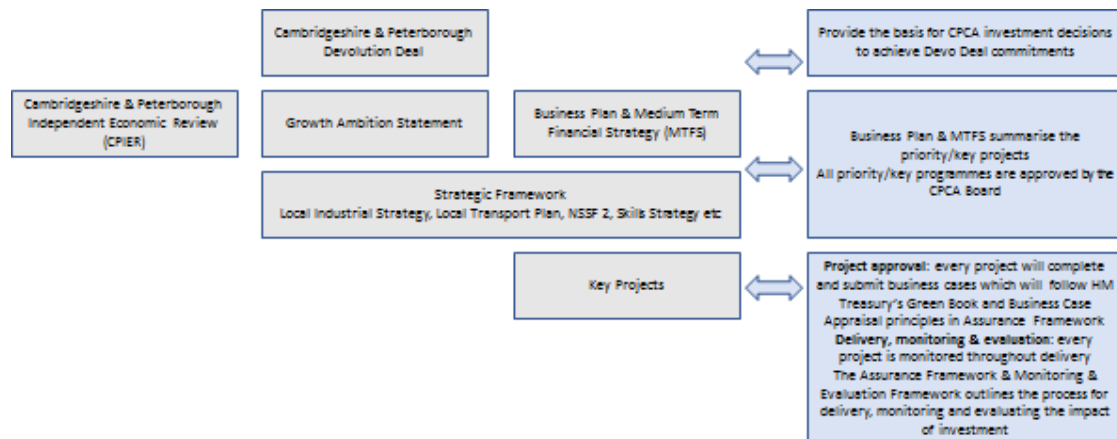 Cambridgeshire & Peterborough
Devolution Deal
Provide the basis for CPCA investment decisions
to achieve Devo Deal commitments
Cambridgeshire & Peterborough
Independent Economic Review
(CPIER)
Growth Ambition Statement
Business Plan & Medium Term
Financial Strategy (MTFS)
Business Plan & MTFS summarise the
priority/key projects
All priority/key programmes are approved by the
CPCA Board
Strategic Framework
Local Industrial Strategy, Local Transport Plan, NSSF 2, Skills Strategy etc
Key Projects
Project approval: every project will complete
and submit business cases which will follow HM
Treasury's Green Book and Business Case
Appraisal principles in Assurance Framework
Delivery, monitoring & evaluation: every
project is monitored throughout delivery
The Assurance Framework & Monitoring &
Evaluation Framework outlines the process for
delivery, monitoring and evaluating the impact
of investment